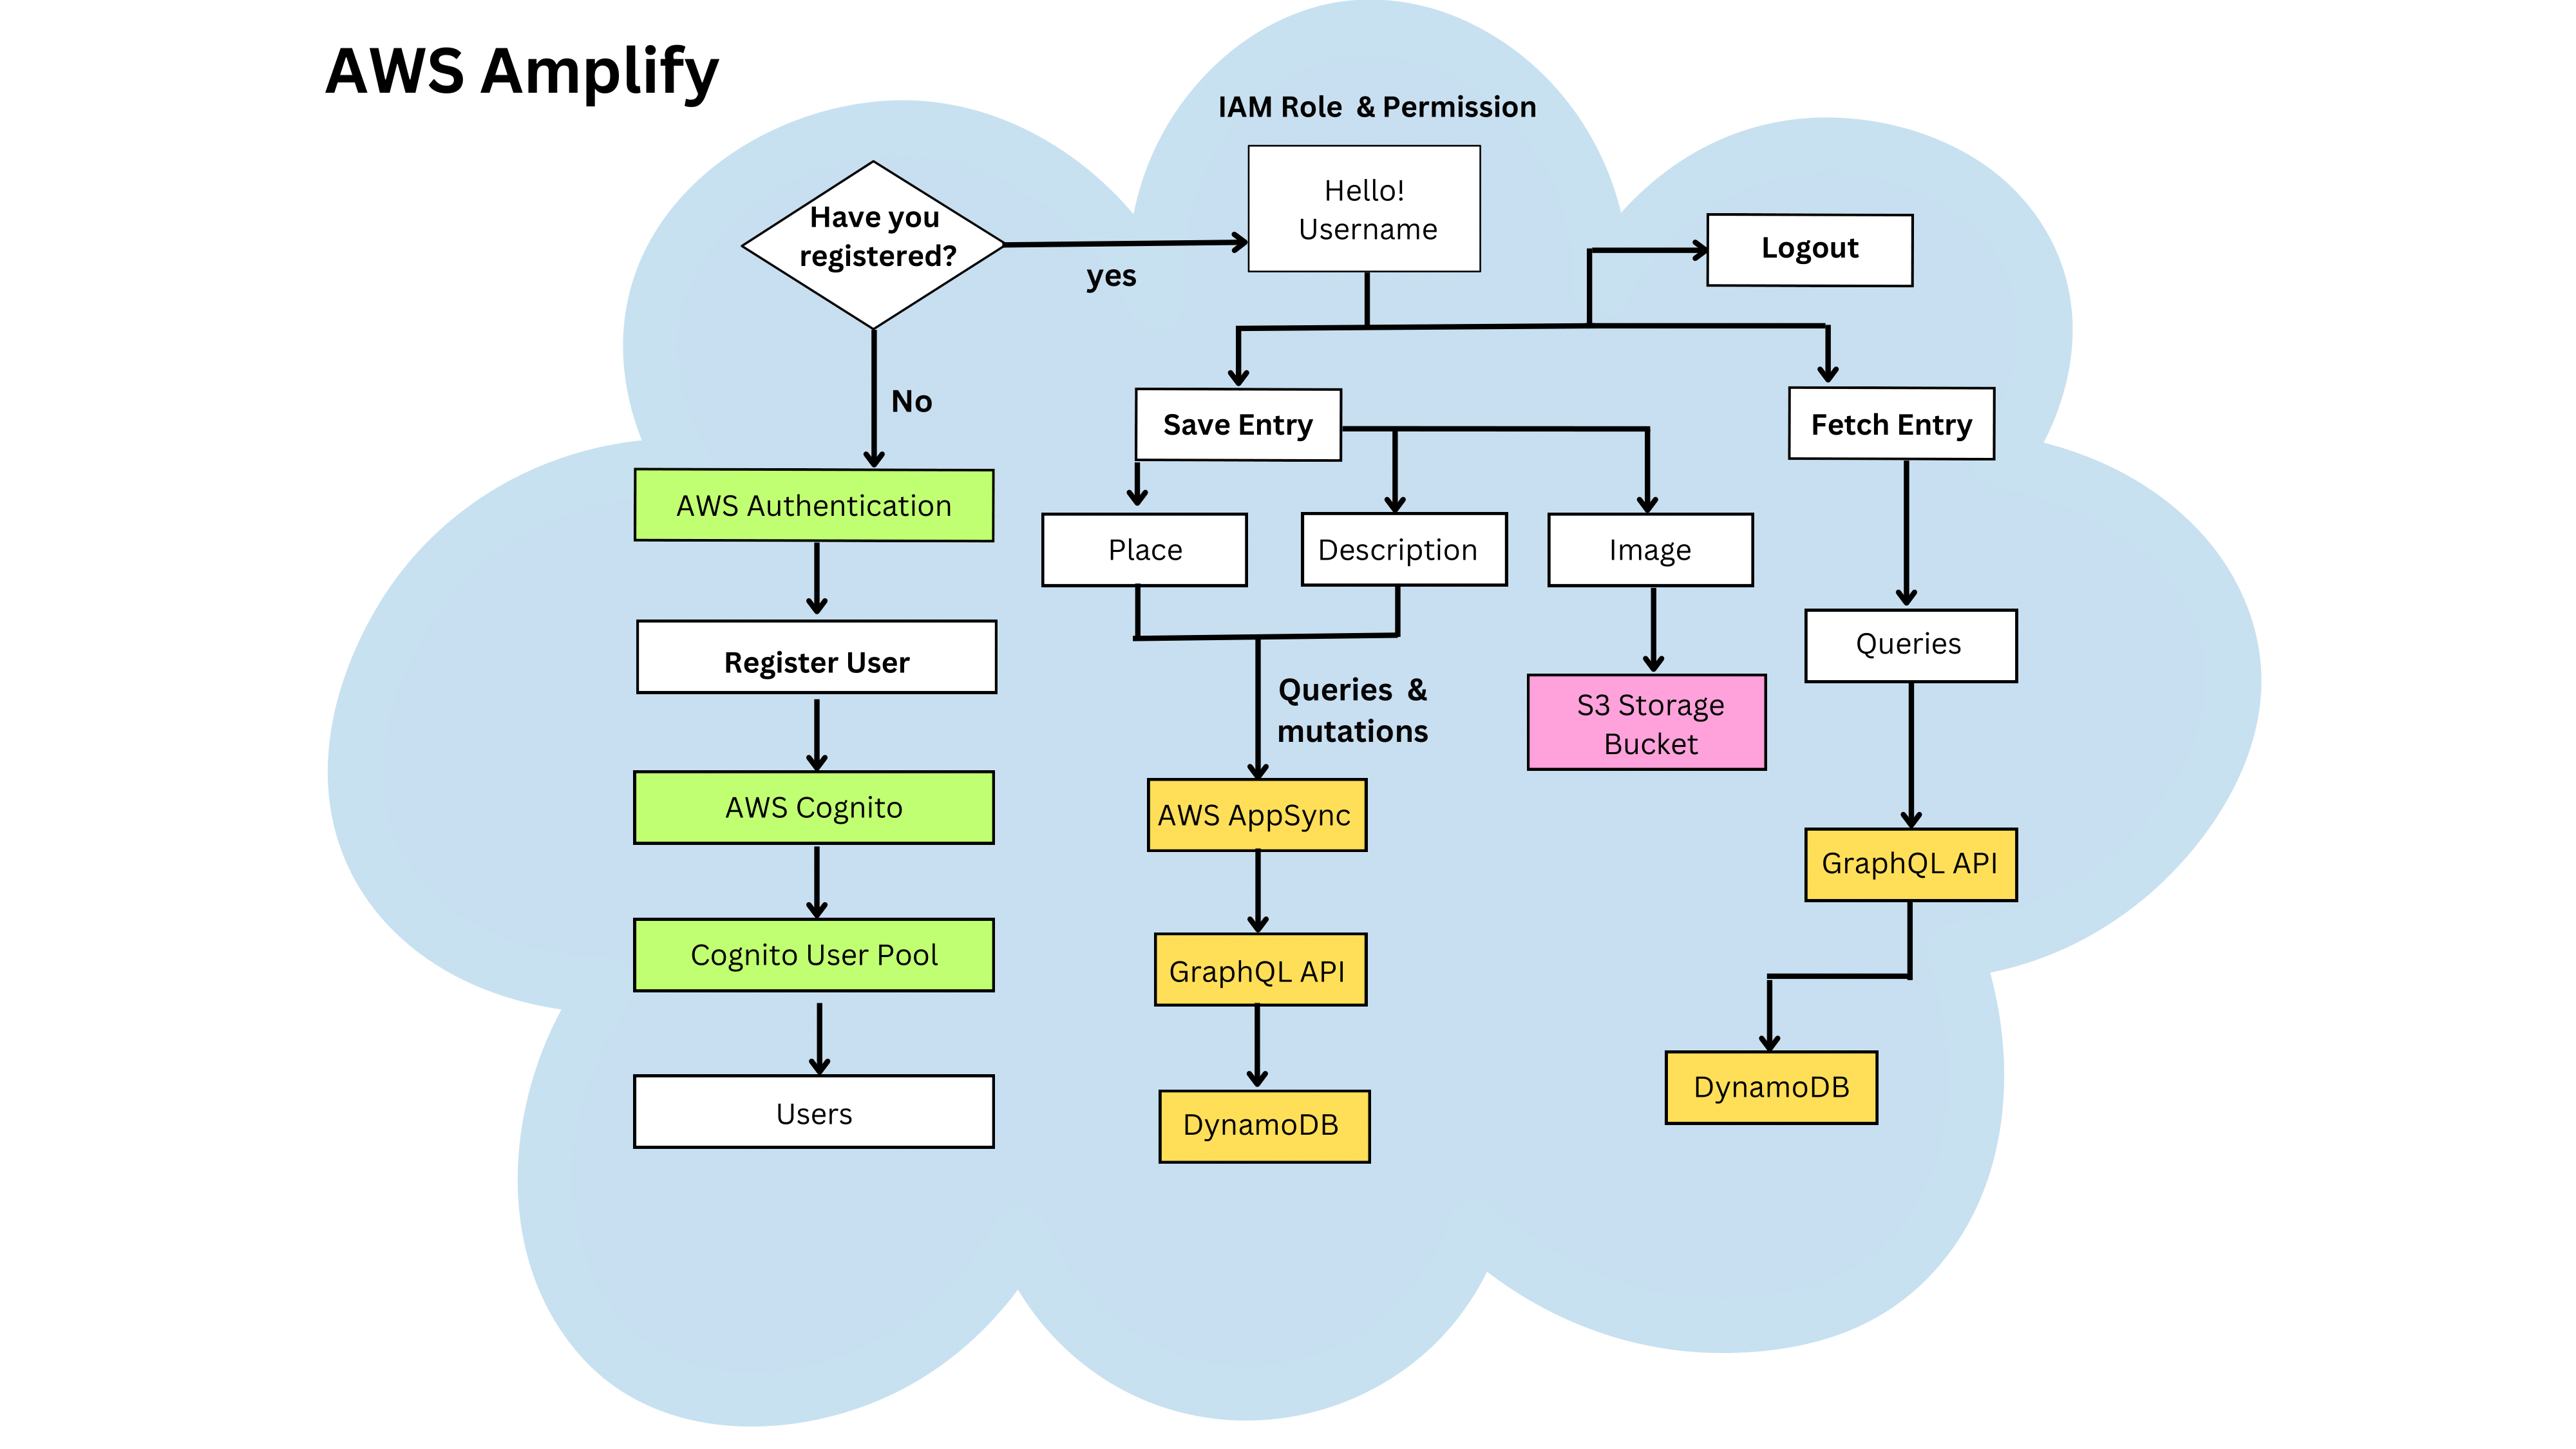 AWS Amplify
IAM Role & Permission
Have you
registered?
yes
No
Hello!
Username
Logout
Save Entry
Fetch Entry
AWS Authentication
Register User
AWS Cognito
Cognito User Pool
Users
Place
Description
Image
Queries &
mutations
S3 Storage
Bucket
AWS AppSync
GraphQL API
DynamoDB
Queries
GraphQL API
DynamoDB